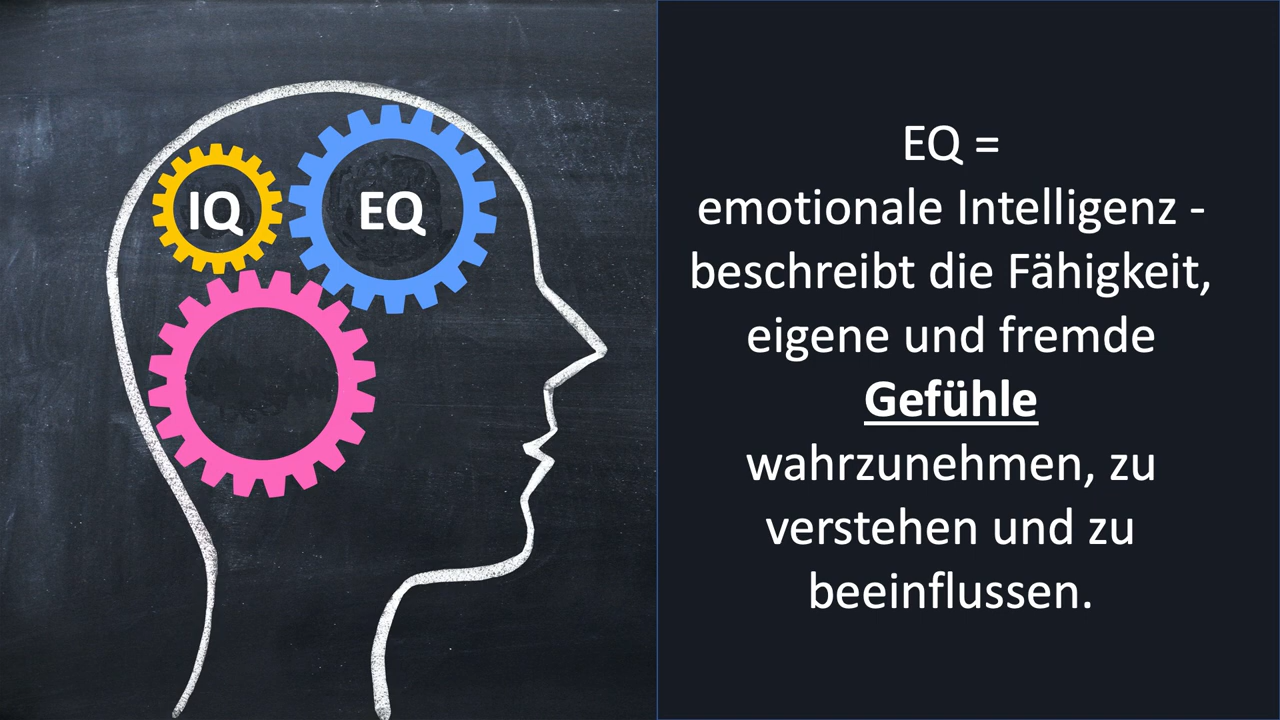 IQ
EQ
EQ =
emotionale Intelligenz -
beschreibt die Fähigkeit,
eigene und fremde
Gefühle
wahrzunehmen, zu
verstehen und zu
beeinflussen.